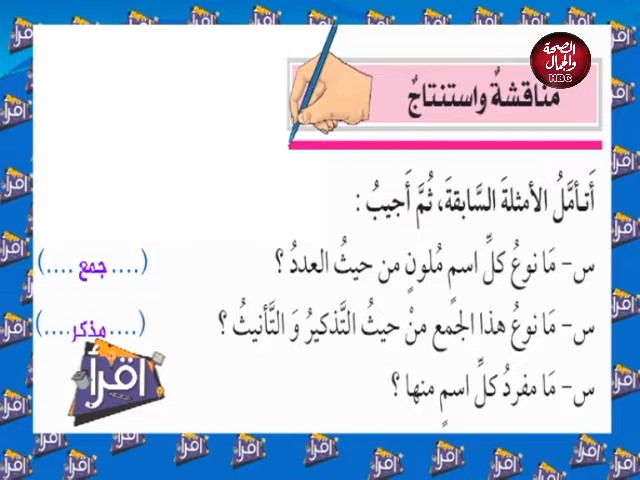 الصحة
والجمال
HBC
مناقشةٌ واستنتاجٌ
أَتأمَّلُ الأمثلةَ السَّابقةَ، ثُمَّ أَجيبُ :
س- مَا نوعُ كلِّ اسمٍ مُلونٍ من حيثُ العددُ ؟ (.... جمع ....)
س- مَا نوعُ هذا الجمع منْ حيثُ التَّذكيرُ وَ التَّأنيثُ ؟ (.... مذكر ....)
س- مَا مفردُ كلِّ اسمٍ منها ؟
اقرأ